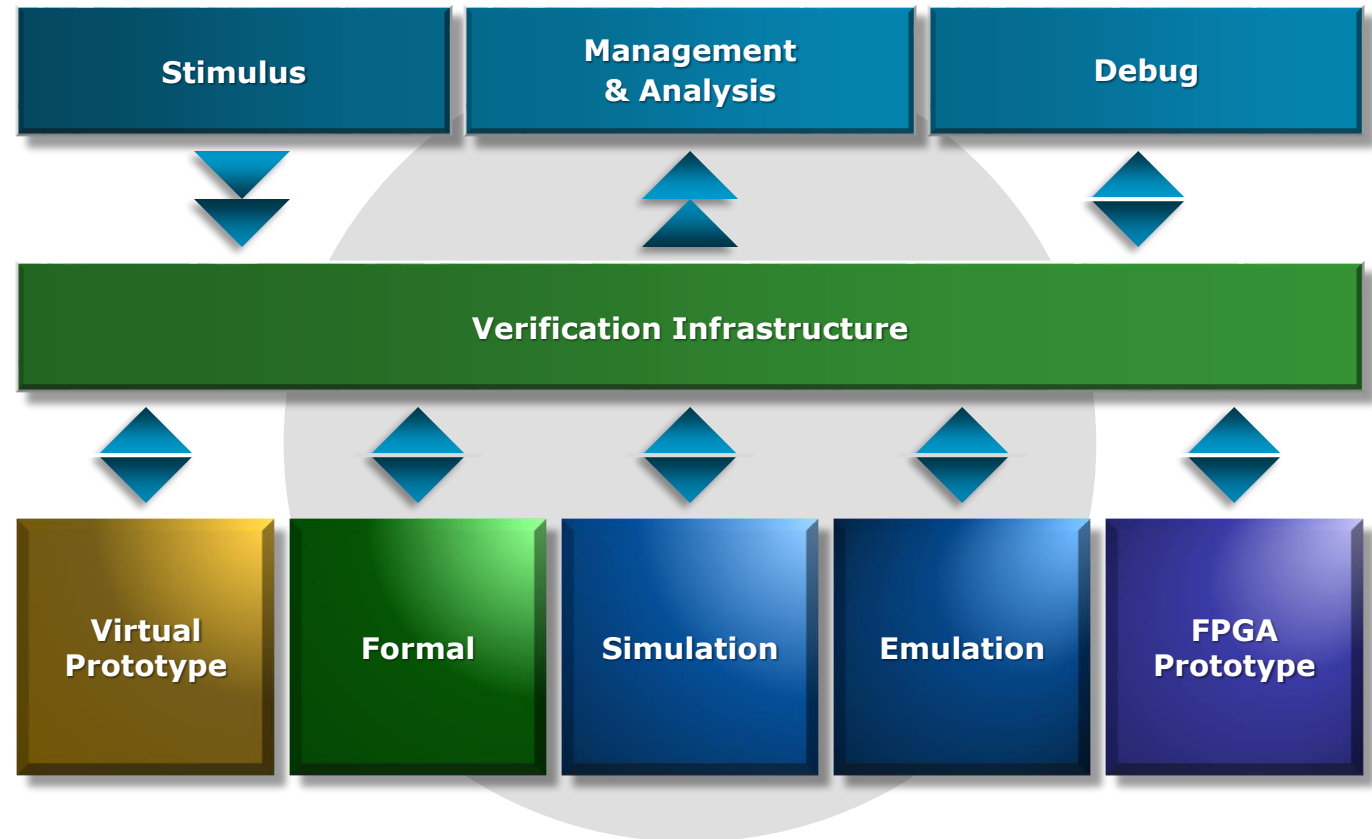 Stimulus
Management
& Analysis
Debug
Verification Infrastructure
Virtual
Prototype
Formal
Simulation
Emulation
FPGA
Prototype